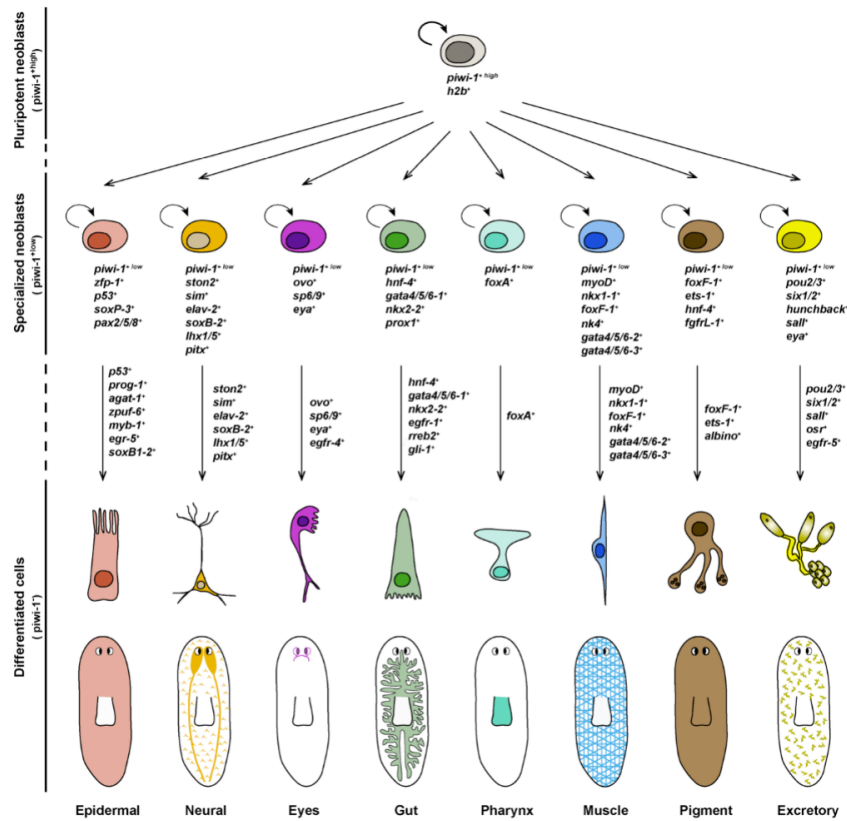 Pluripotent neoblasts
( piwi-1⁺ʰⁱᵍʰ)
piwi-1⁺ ʰⁱᵍʰ
h2b⁺
Specialized neoblasts
(piwi-1⁺ˡᵒʷ)
piwi-1⁺ ˡᵒʷ
zfp-1⁺
p53⁺
soxP-3⁺
pax2/5/8⁺
piwi-1⁺ ˡᵒʷ
ston2⁺
sim⁺
elav-2⁺
soxB-2⁺
lhx1/5⁺
pitx⁺
piwi-1⁺ ˡᵒʷ
ovo⁺
sp6/9⁺
eya⁺
piwi-1⁺ ˡᵒʷ
hnf-4⁺
gata4/5/6-1⁺
nkx2-2⁺
prox1⁺
piwi-1⁺ ˡᵒʷ
foxA⁺
piwi-1⁺ ˡᵒʷ
myoD⁺
nkx1-1⁺
foxF-1⁺
nk4⁺
gata4/5/6-2⁺
gata4/5/6-3⁺
piwi-1⁺ ˡᵒʷ
foxF-1⁺
ets-1⁺
hnf-4⁺
fgfrL-1⁺
piwi-1⁺ ˡᵒʷ
pou2/3⁺
six1/2⁺
hunchback⁺
sall⁺
eya⁺
p53⁺
prog-1⁺
agat-1⁺
zpuf-6⁺
myb-1⁺
egr-5⁺
soxB1-2⁺
ston2⁺
sim⁺
elav-2⁺
soxB-2⁺
lhx1/5⁺
pitx⁺
ovo⁺
sp6/9⁺
eya⁺
egfr-4⁺
hnf-4⁺
gata4/5/6-1⁺
nkx2-2⁺
egfr-1⁺
rreb2⁺
gli-1⁺
foxA⁺
myoD⁺
nkx1-1⁺
foxF-1⁺
nk4⁺
gata4/5/6-2⁺
gata4/5/6-3⁺
foxF-1⁺
ets-1⁺
albino⁺
pou2/3⁺
six1/2⁺
sall⁺
osr⁺
egfr-5⁺
Differentiated cells
( piwi-1⁻)
Epidermal
Neural
Eyes
Gut
Pharynx
Muscle
Pigment
Excretory